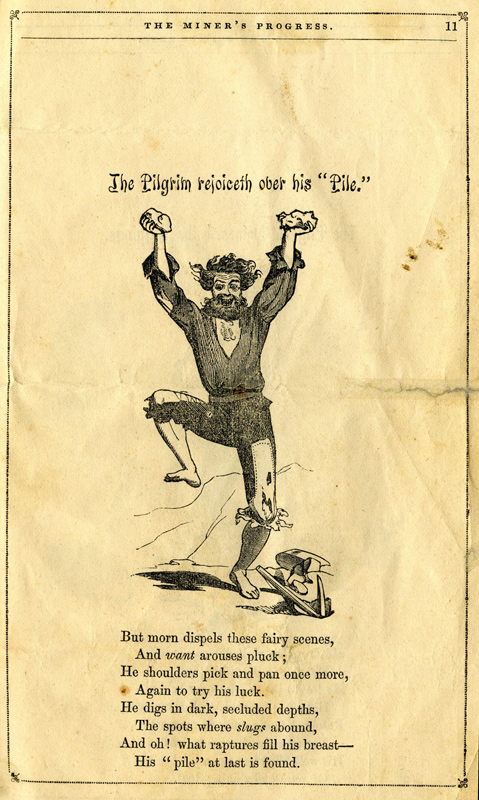 THE MINER'S PROGRESS.
11
The Pilgrim rejoiceth over his "Pile."
But morn dispels these fairy scenes,
And want arouses pluck;
He shoulders pick and pan once more,
Again to try his luck.
He digs in dark, secluded depths,
The spots where slugs abound,
And oh! what raptures fill his breast—
His "pile" at last is found.